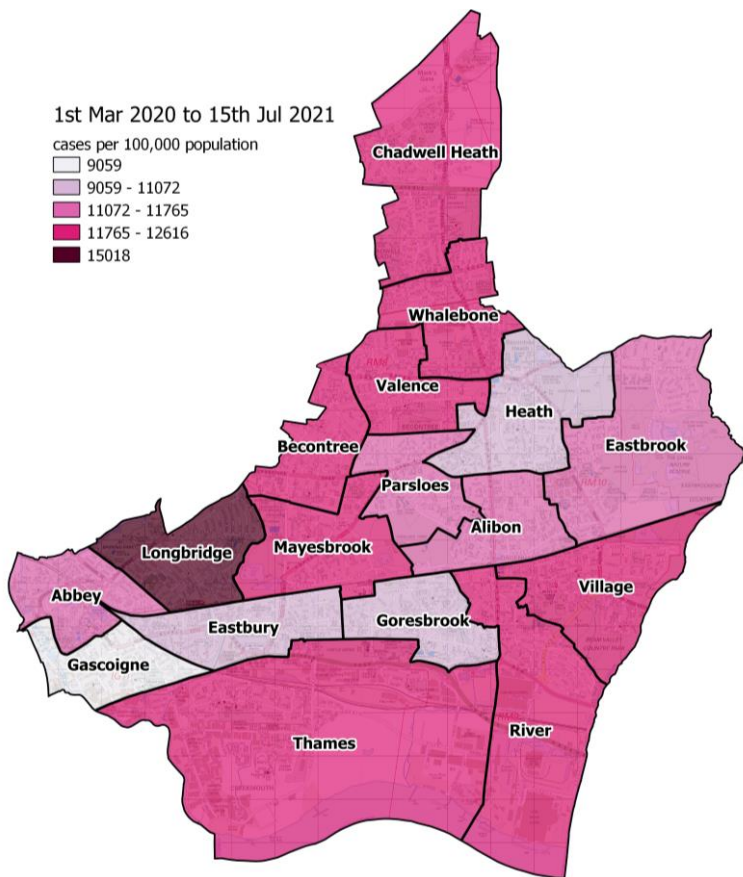 1st Mar 2020 to 15th Jul 2021
cases per 100,000 population
9059
9059 - 11072
11072 - 11765
11765 - 12616
15018
Chadwell Heath
Whalebone
Valence
Heath
Becontree
Eastbrook
Parsloes
Alibon
Longbridge
Mayesbrook
Village
Abbey
Eastbury
Goresbrook
Gascoigne
Thames
River